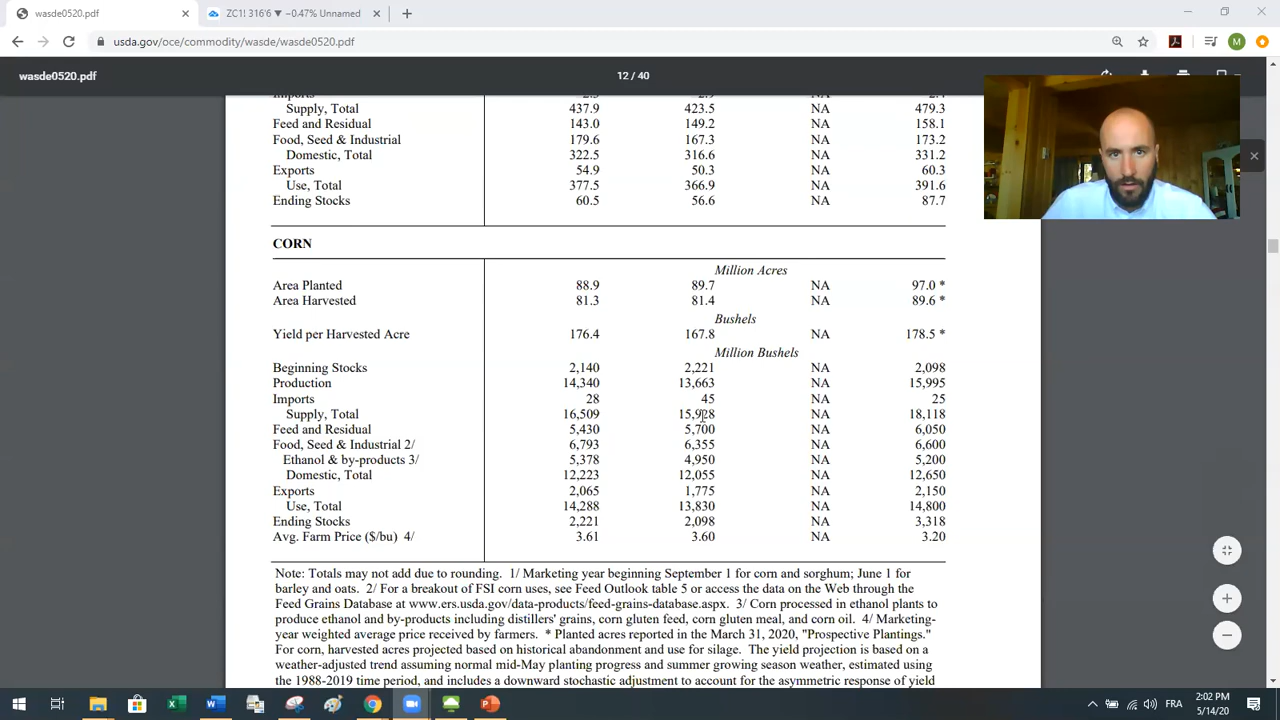 wasde0520.pdf
ZC1! 316'6 ▼ −0.47% Unnamed
usda.gov/oce/commodity/wasde/wasde0520.pdf
M
wasde0520.pdf
12 / 40
Supply, Total 437.9 423.5 NA 479.3
Feed and Residual 143.0 149.2 NA 158.1
Food, Seed & Industrial 179.6 167.3 NA 173.2
Domestic, Total 322.5 316.6 NA 331.2
Exports 54.9 50.3 NA 60.3
Use, Total 377.5 366.9 NA 391.6
Ending Stocks 60.5 56.6 NA 87.7
CORN
Million Acres
Area Planted 88.9 89.7 NA 97.0 *
Area Harvested 81.3 81.4 NA 89.6 *
Bushels
Yield per Harvested Acre 176.4 167.8 NA 178.5 *
Million Bushels
Beginning Stocks 2,140 2,221 NA 2,098
Production 14,340 13,663 NA 15,995
Imports 28 45 NA 25
Supply, Total 16,509 15,928 NA 18,118
Feed and Residual 5,430 5,700 NA 6,050
Food, Seed & Industrial 2/ 6,793 6,355 NA 6,600
Ethanol & by-products 3/ 5,378 4,950 NA 5,200
Domestic, Total 12,223 12,055 NA 12,650
Exports 2,065 1,775 NA 2,150
Use, Total 14,288 13,830 NA 14,800
Ending Stocks 2,221 2,098 NA 3,318
Avg. Farm Price ($/bu) 4/ 3.61 3.60 NA 3.20
Note: Totals may not add due to rounding. 1/ Marketing year beginning September 1 for corn and sorghum; June 1 for
barley and oats. 2/ For a breakout of FSI corn uses, see Feed Outlook table 5 or access the data on the Web through the
Feed Grains Database at www.ers.usda.gov/data-products/feed-grains-database.aspx. 3/ Corn processed in ethanol plants to
produce ethanol and by-products including distillers' grains, corn gluten feed, corn gluten meal, and corn oil. 4/ Marketing-
year weighted average price received by farmers. * Planted acres reported in the March 31, 2020, "Prospective Plantings."
For corn, harvested acres projected based on historical abandonment and use for silage. The yield projection is based on a
weather-adjusted trend assuming normal mid-May planting progress and summer growing season weather, estimated using
the 1988-2019 time period, and includes a downward stochastic adjustment to account for the asymmetric response of yield
FRA
2:02 PM
5/14/20